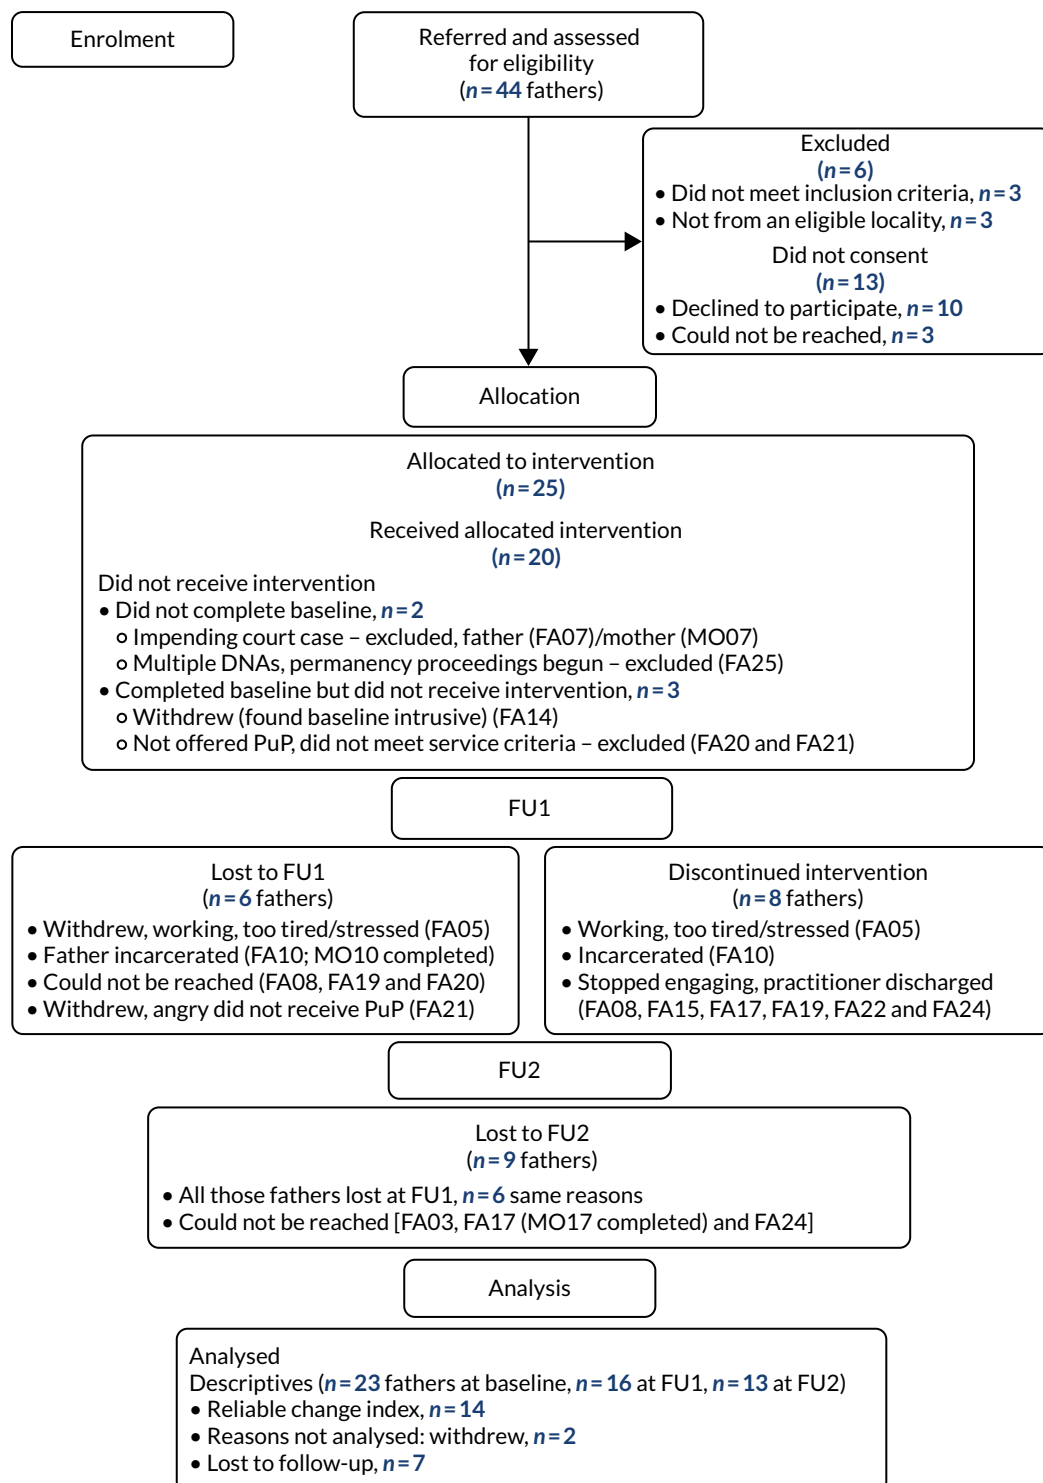 Enrolment
Referred and assessed
for eligibility
(n = 44 fathers)
Excluded
(n = 6)
• Did not meet inclusion criteria, n = 3
• Not from an eligible locality, n = 3
Did not consent
(n = 13)
• Declined to participate, n = 10
• Could not be reached, n = 3
Allocation
Allocated to intervention
(n = 25)
Received allocated intervention
(n = 20)
Did not receive intervention
• Did not complete baseline, n = 2
○ Impending court case – excluded, father (FA07)/mother (MO07)
○ Multiple DNAs, permanency proceedings begun – excluded (FA25)
• Completed baseline but did not receive intervention, n = 3
○ Withdrew (found baseline intrusive) (FA14)
○ Not offered PuP, did not meet service criteria – excluded (FA20 and FA21)
FU1
Lost to FU1
(n = 6 fathers)
• Withdrew, working, too tired/stressed (FA05)
• Father incarcerated (FA10; MO10 completed)
• Could not be reached (FA08, FA19 and FA20)
• Withdrew, angry did not receive PuP (FA21)
Discontinued intervention
(n = 8 fathers)
• Working, too tired/stressed (FA05)
• Incarcerated (FA10)
• Stopped engaging, practitioner discharged
(FA08, FA15, FA17, FA19, FA22 and FA24)
FU2
Lost to FU2
(n = 9 fathers)
• All those fathers lost at FU1, n = 6 same reasons
• Could not be reached [FA03, FA17 (MO17 completed) and FA24]
Analysis
Analysed
Descriptives (n = 23 fathers at baseline, n = 16 at FU1, n = 13 at FU2)
• Reliable change index, n = 14
• Reasons not analysed: withdrew, n = 2
• Lost to follow-up, n = 7